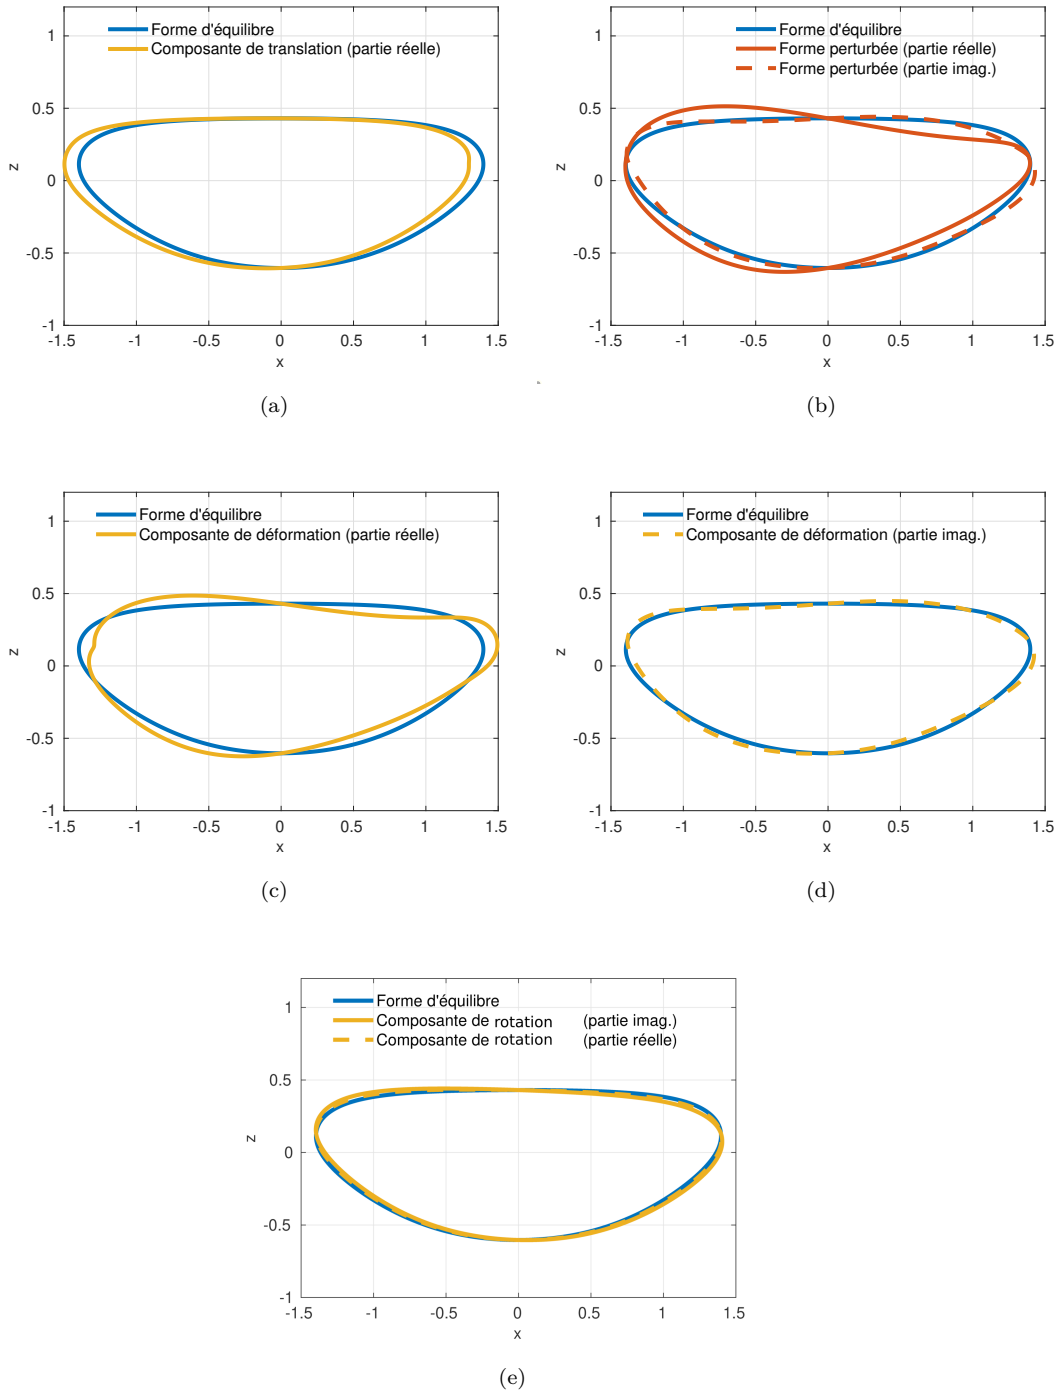 Forme d'équilibre
Composante de translation (partie réelle)
1
0.5
0
-0.5
-1
z
-1.5 -1 -0.5 0 0.5 1 1.5
x
(a)
Forme d'équilibre
Forme perturbée (partie réelle)
Forme perturbée (partie imag.)
1
0.5
0
-0.5
-1
z
-1.5 -1 -0.5 0 0.5 1 1.5
x
(b)
Forme d'équilibre
Composante de déformation (partie réelle)
1
0.5
0
-0.5
-1
z
-1.5 -1 -0.5 0 0.5 1 1.5
x
(c)
Forme d'équilibre
Composante de déformation (partie imag.)
1
0.5
0
-0.5
-1
z
-1.5 -1 -0.5 0 0.5 1 1.5
x
(d)
Forme d'équilibre
Composante de rotation (partie imag.)
Composante de rotation (partie réelle)
1
0.5
0
-0.5
-1
z
-1.5 -1 -0.5 0 0.5 1 1.5
x
(e)